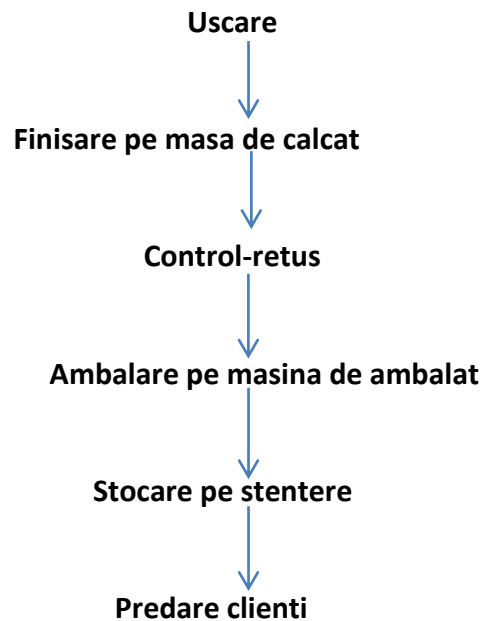 Uscare
Finisare pe masa de calcat
Control-retus
Ambalare pe masina de ambalat
Stocare pe stentere
Predare clienti